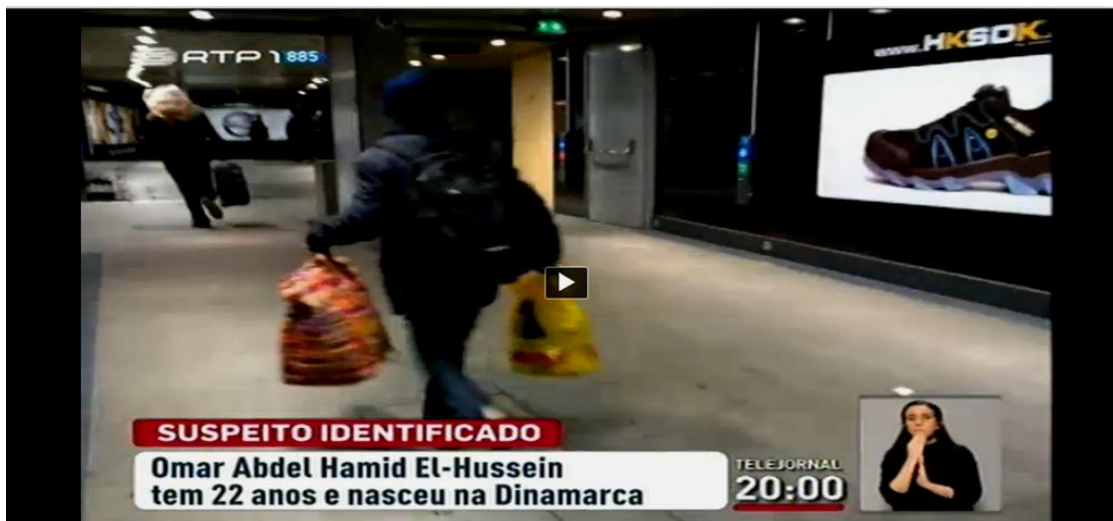 RTP 1 885
www.HKSDK
SUSPEITO IDENTIFICADO
Omar Abdel Hamid El-Hussein
tem 22 anos e nasceu na Dinamarca
TELEJORNAL
20:00